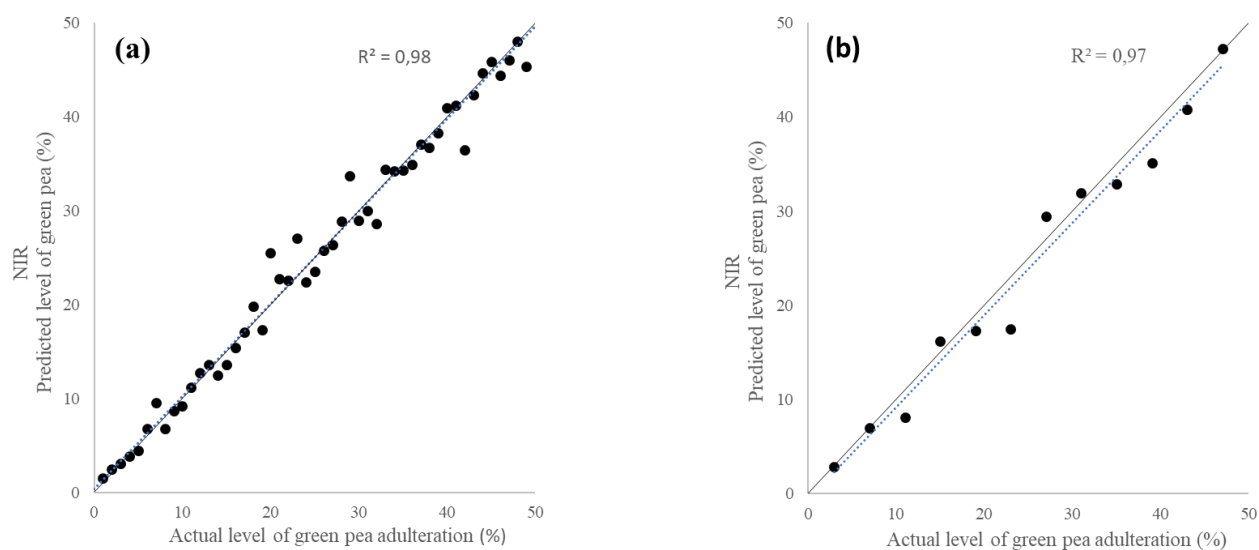 (a)
R² = 0,98
NIR
Predicted level of green pea (%)
50
40
30
20
10
0
0 10 20 30 40 50
Actual level of green pea adulteration (%)
(b)
R² = 0,97
NIR
Predicted level of green pea (%)
50
40
30
20
10
0
0 10 20 30 40 50
Actual level of green pea adulteration (%)